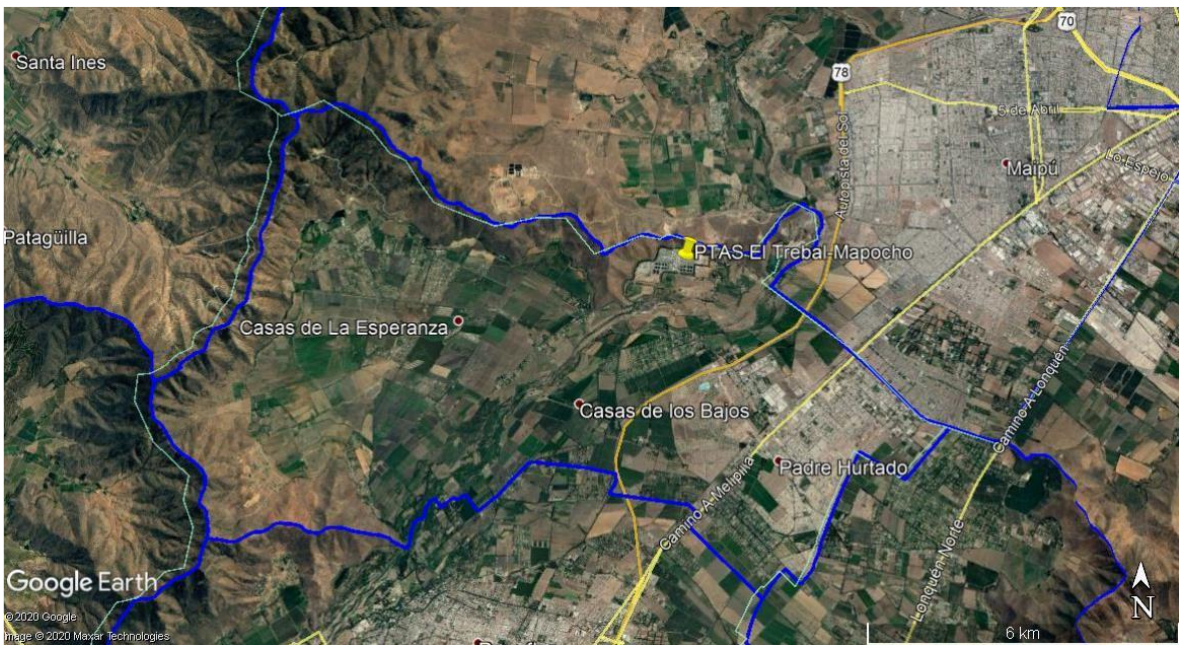 70
Santa Ines
78
5 de Abril
Autopista del Sol
Maipú
Lo Espejo
Patagüilla
PTAS El Trebal-Mapocho
Casas de La Esperanza
Camino A Lonquén
Casas de los Bajos
Padre Hurtado
Camino A Melipilla
Lonquén Norte
Google Earth
© 2020 Google
Image © 2020 Maxar Technologies
N
6 km